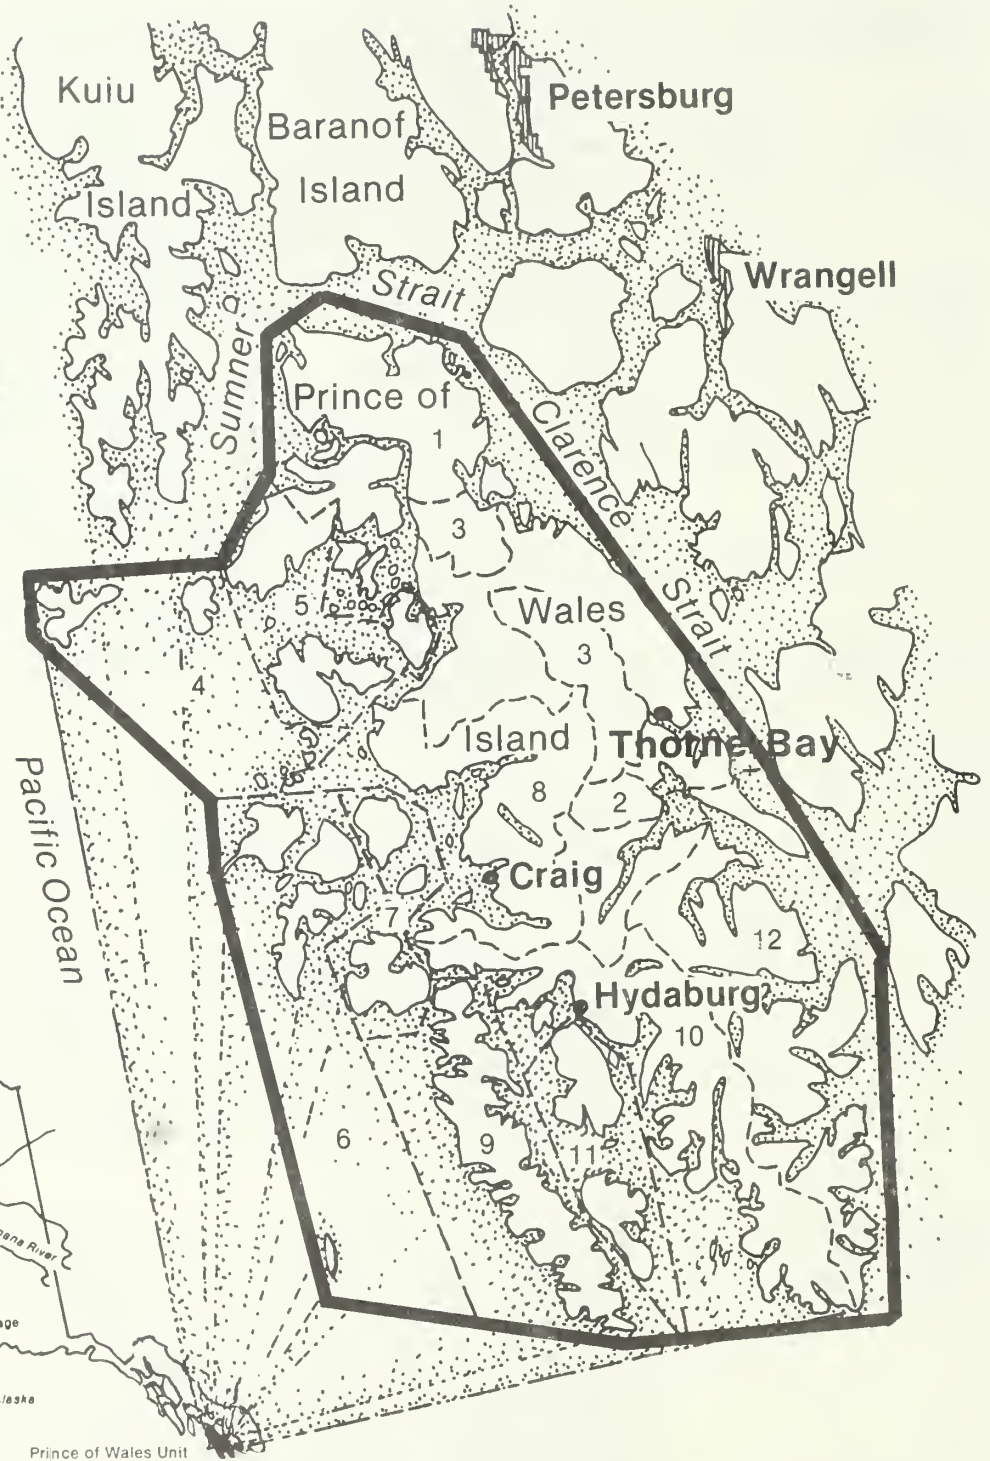 Kuiu
Island
Baranof
Island
Petersburg
Wrangell
Strait
Sumner
Prince of
1
Clarence
3
5
Wales
3
Strait
4
Island
Thorne Bay
8
2
Pacific Ocean
Craig
7
12
Hydaburg
10
6
9
11
River
Prince of Wales Unit